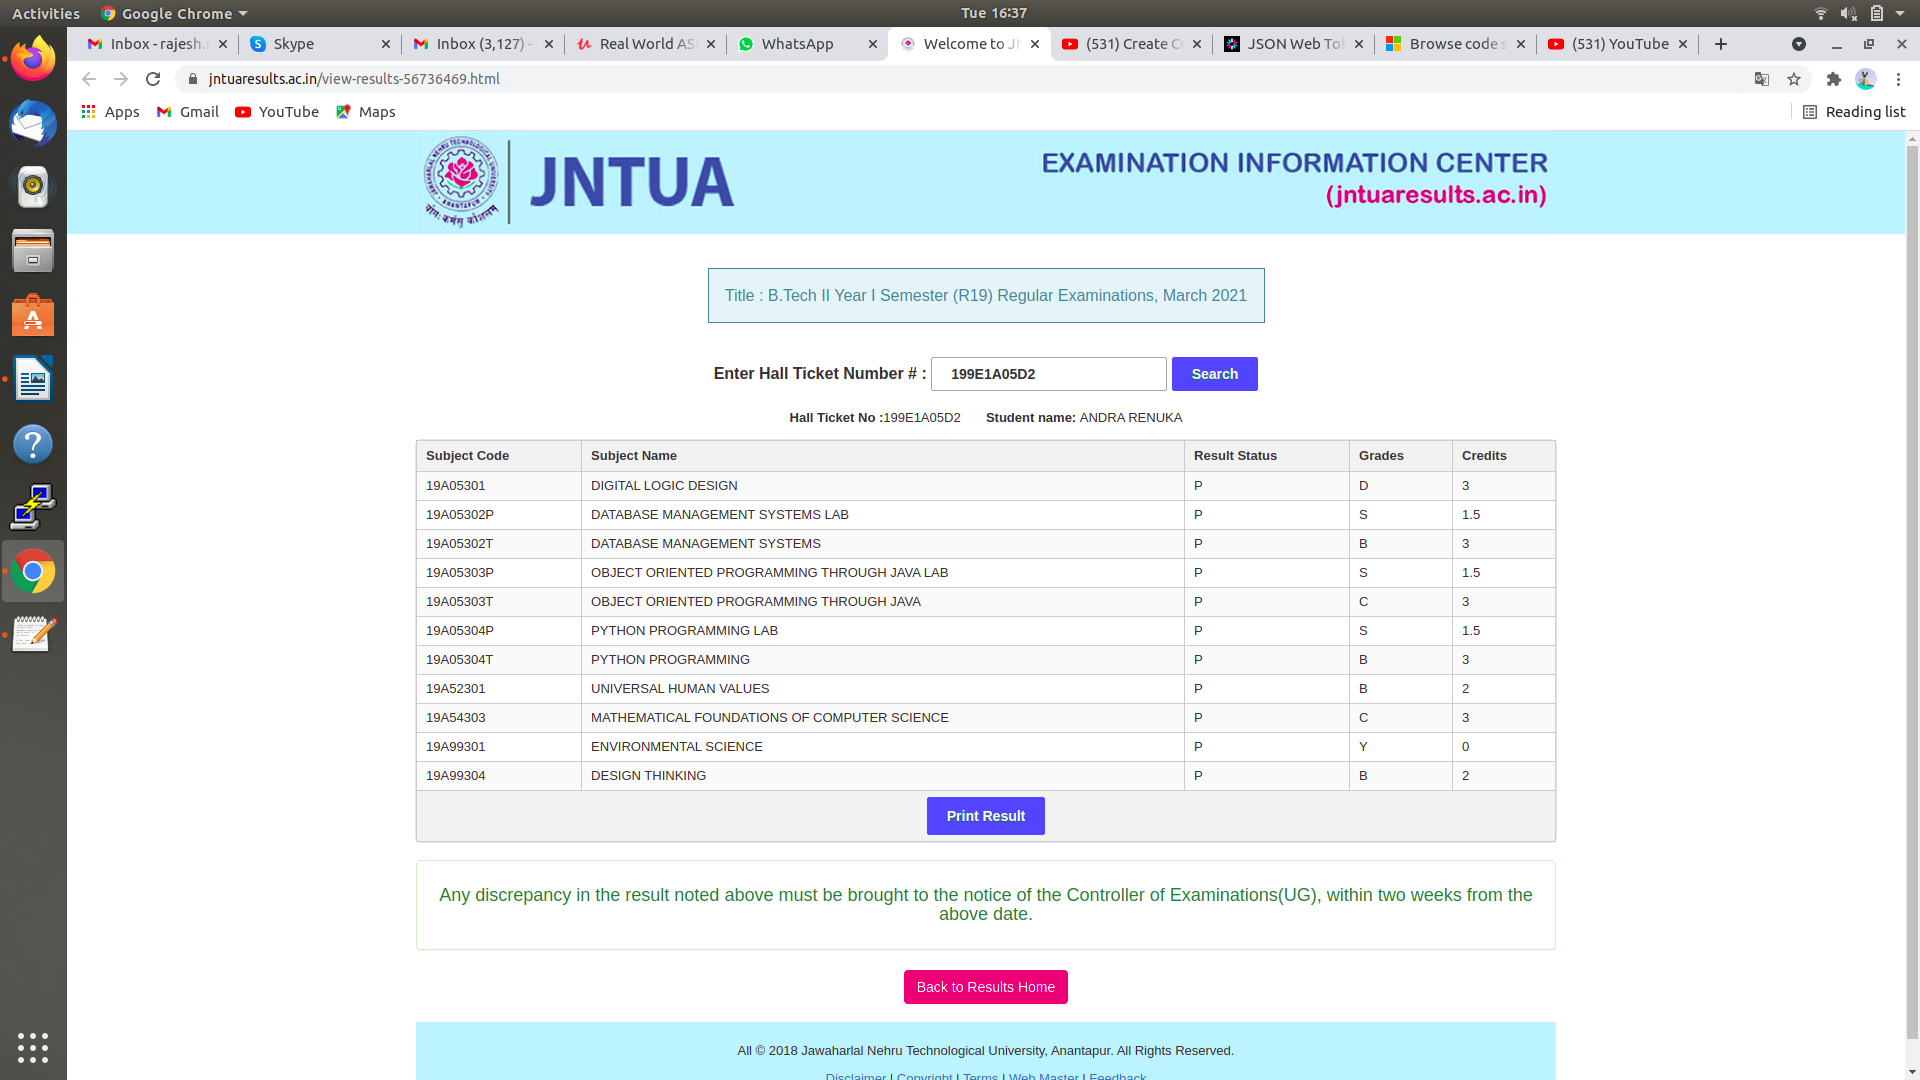 Activities Google Chrome Tue 16:37
Inbox - rajesh. Skype Inbox (3,127) - Real World AS WhatsApp Welcome to JN (531) Create Co JSON Web Tok Browse code s (531) YouTube
jntuaresults.ac.in/view-results-56736469.html
Apps Gmail YouTube Maps Reading list
JNTUA
EXAMINATION INFORMATION CENTER
(jntuaresults.ac.in)
Title : B.Tech II Year I Semester (R19) Regular Examinations, March 2021
Enter Hall Ticket Number # : 199E1A05D2 Search
Hall Ticket No :199E1A05D2 Student name: ANDRA RENUKA
Subject Code Subject Name Result Status Grades Credits
19A05301 DIGITAL LOGIC DESIGN P D 3
19A05302P DATABASE MANAGEMENT SYSTEMS LAB P S 1.5
19A05302T DATABASE MANAGEMENT SYSTEMS P B 3
19A05303P OBJECT ORIENTED PROGRAMMING THROUGH JAVA LAB P S 1.5
19A05303T OBJECT ORIENTED PROGRAMMING THROUGH JAVA P C 3
19A05304P PYTHON PROGRAMMING LAB P S 1.5
19A05304T PYTHON PROGRAMMING P B 3
19A52301 UNIVERSAL HUMAN VALUES P B 2
19A54303 MATHEMATICAL FOUNDATIONS OF COMPUTER SCIENCE P C 3
19A99301 ENVIRONMENTAL SCIENCE P Y 0
19A99304 DESIGN THINKING P B 2
Print Result
Any discrepancy in the result noted above must be brought to the notice of the Controller of Examinations(UG), within two weeks from the
above date.
Back to Results Home
All © 2018 Jawaharlal Nehru Technological University, Anantapur. All Rights Reserved.
Disclaimer | Copyright | Terms | Web Master | Feedback